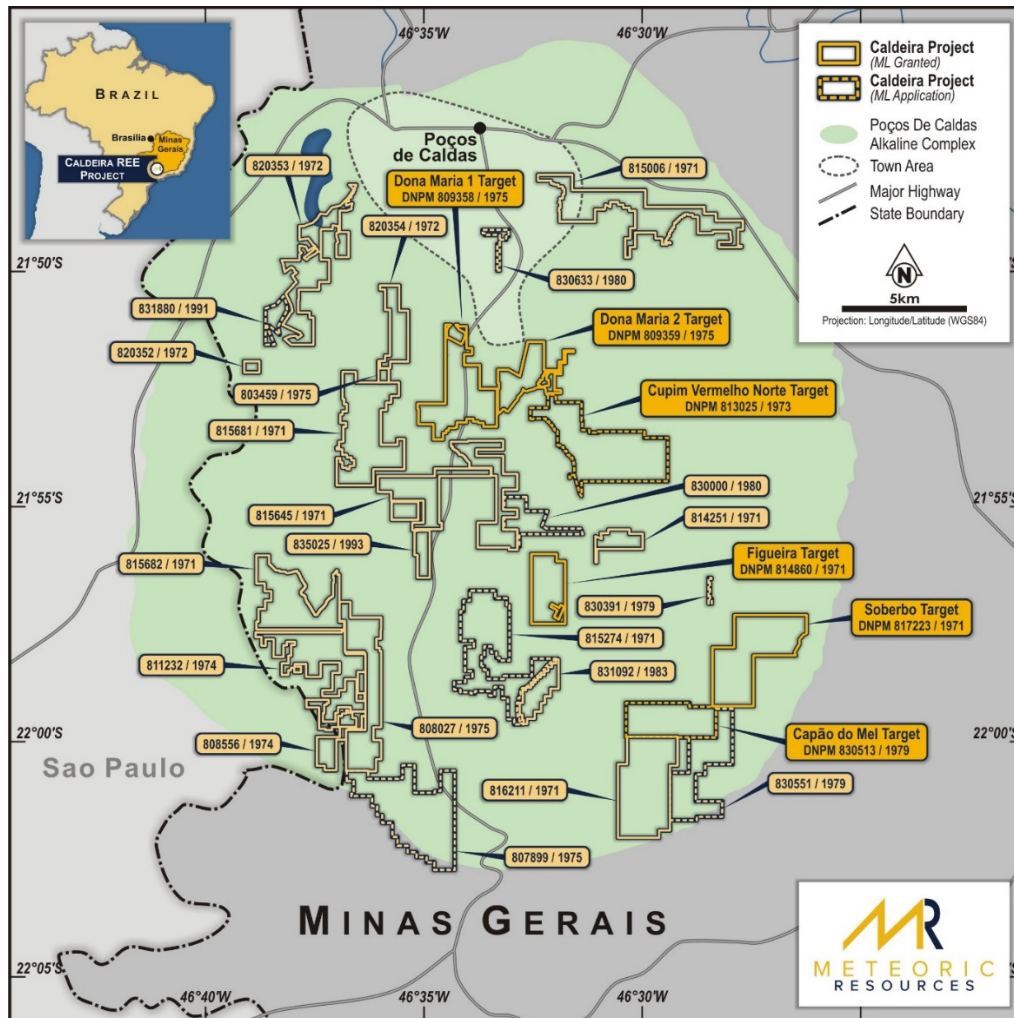 46°35'W
46°30'W
BRAZIL
Brasilia
Minas
Gerais
CALDEIRA REE
PROJECT
Caldeira Project
(ML Granted)
Caldeira Project
(ML Application)
Poços De Caldas
Alkaline Complex
Town Area
Major Highway
State Boundary
N
5km
Projection: Longitude/Latitude (WGS84)
Poços
de Caldas
820353 / 1972
Dona Maria 1 Target
DNPM 809358 / 1975
815006 / 1971
820354 / 1972
21°50'S
21°50'S
830633 / 1980
831880 / 1991
Dona Maria 2 Target
DNPM 809359 / 1975
820352 / 1972
803459 / 1975
Cupim Vermelho Norte Target
DNPM 813025 / 1973
815681 / 1971
21°55'S
21°55'S
830000 / 1980
815645 / 1971
814251 / 1971
835025 / 1993
Figueira Target
DNPM 814860 / 1971
815682 / 1971
830391 / 1979
Soberbo Target
DNPM 817223 / 1971
815274 / 1971
811232 / 1974
831092 / 1983
808027 / 1975
Capão do Mel Target
DNPM 830513 / 1979
22°00'S
22°00'S
808556 / 1974
Sao Paulo
816211 / 1971
830551 / 1979
807899 / 1975
MINAS GERAIS
MR
METEORIC
RESOURCES
22°05'S
46°40'W
46°35'W
46°30'W